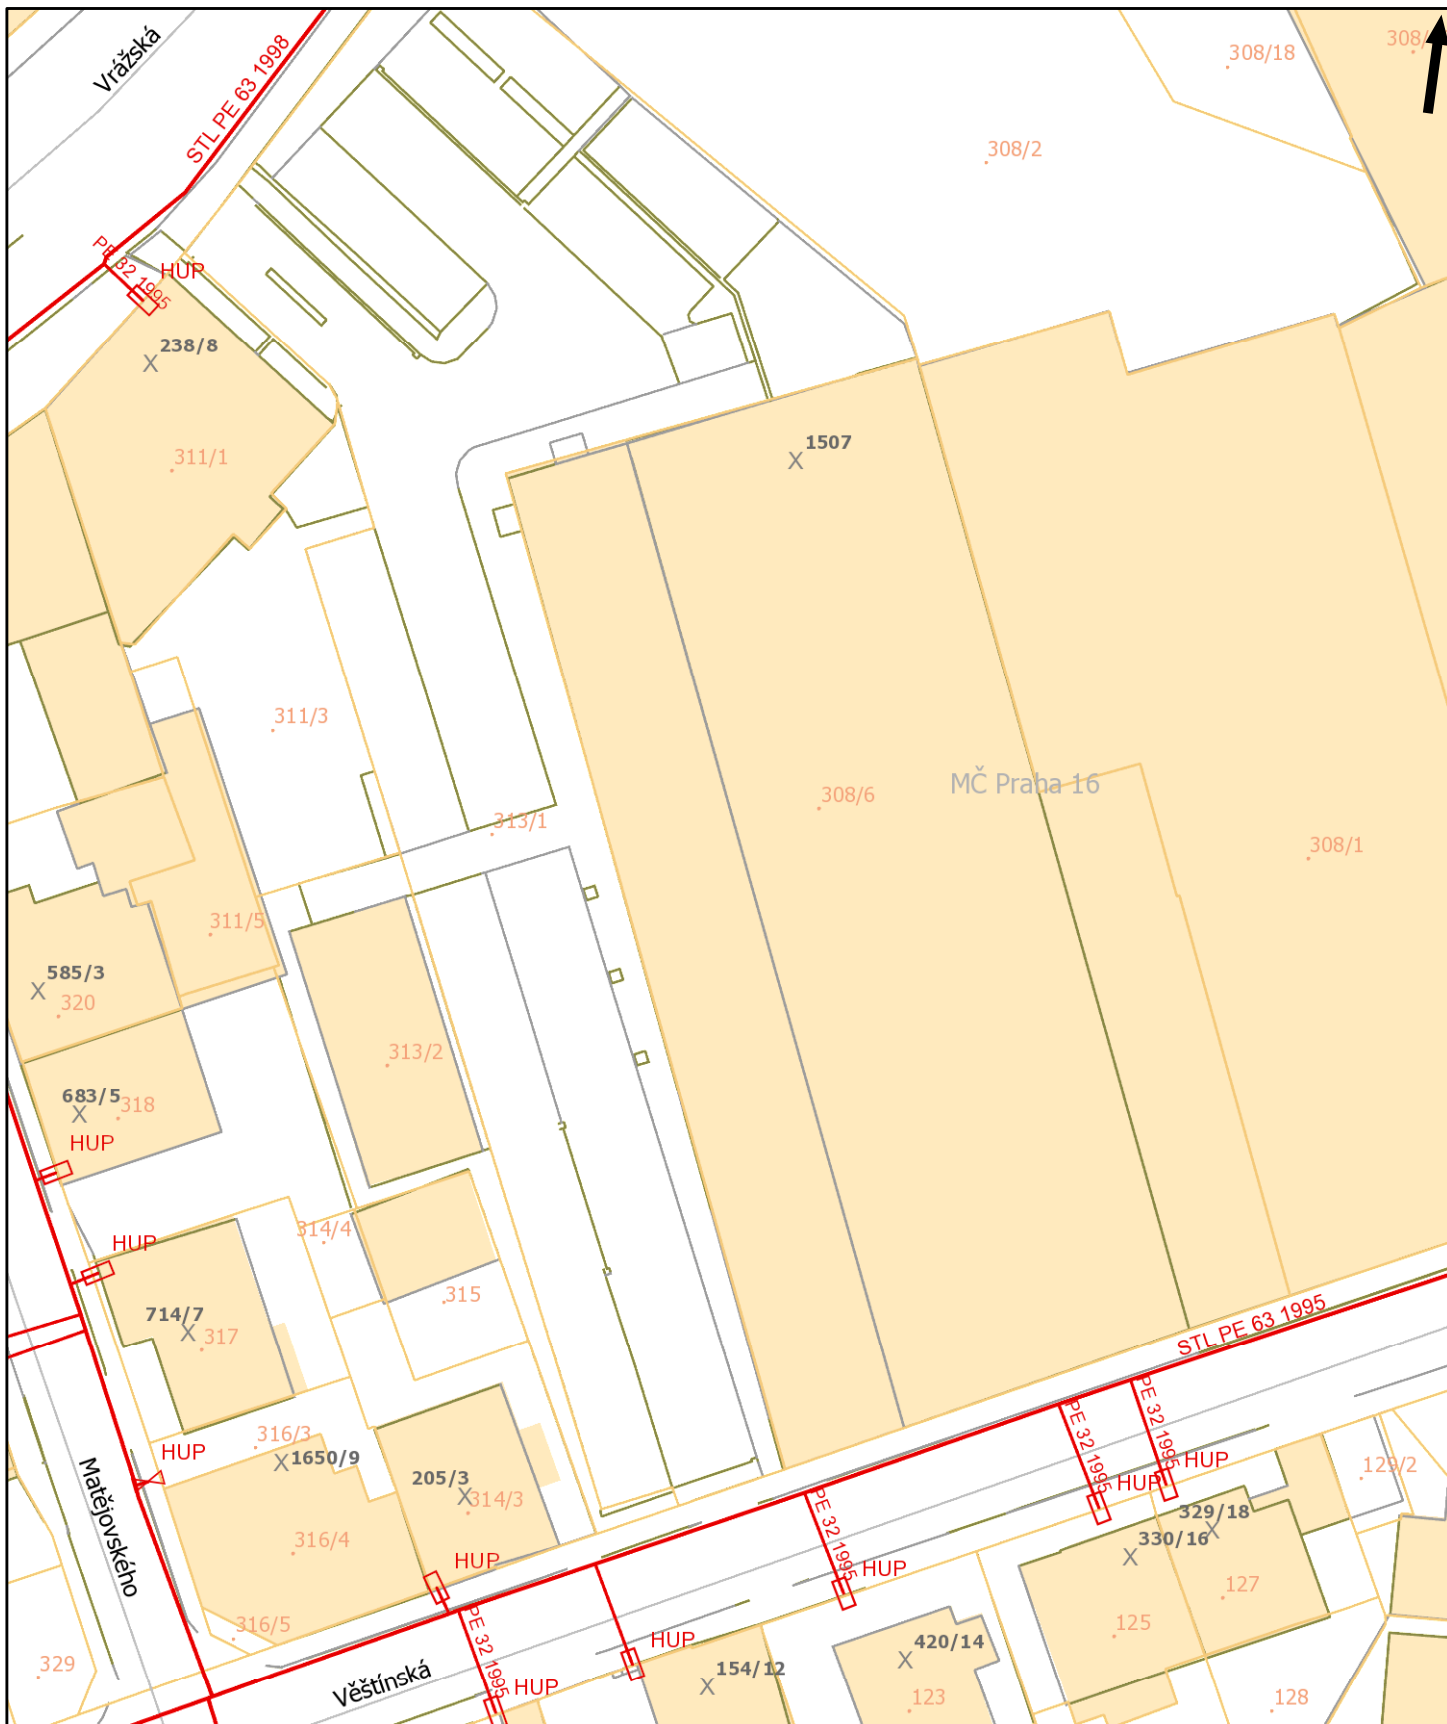 Vrážská
STL PE 63 1998
308/18
308/
308/2
PE 32 1995
HUP
238/8
311/1
1507
311/3
MČ Praha 16
308/6
313/1
308/1
311/5
585/3
320
313/2
683/5
318
HUP
314/4
HUP
315
714/7
317
STL PE 63 1995
316/3
HUP
1650/9
205/3
314/3
PE 32 1995
PE 32 1995
HUP
HUP
129/2
329/18
330/16
Matějovského
316/4
HUP
PE 32 1995
HUP
127
125
316/5
PE 32 1995
HUP
420/14
329
Věštínská
HUP
154/12
123
128